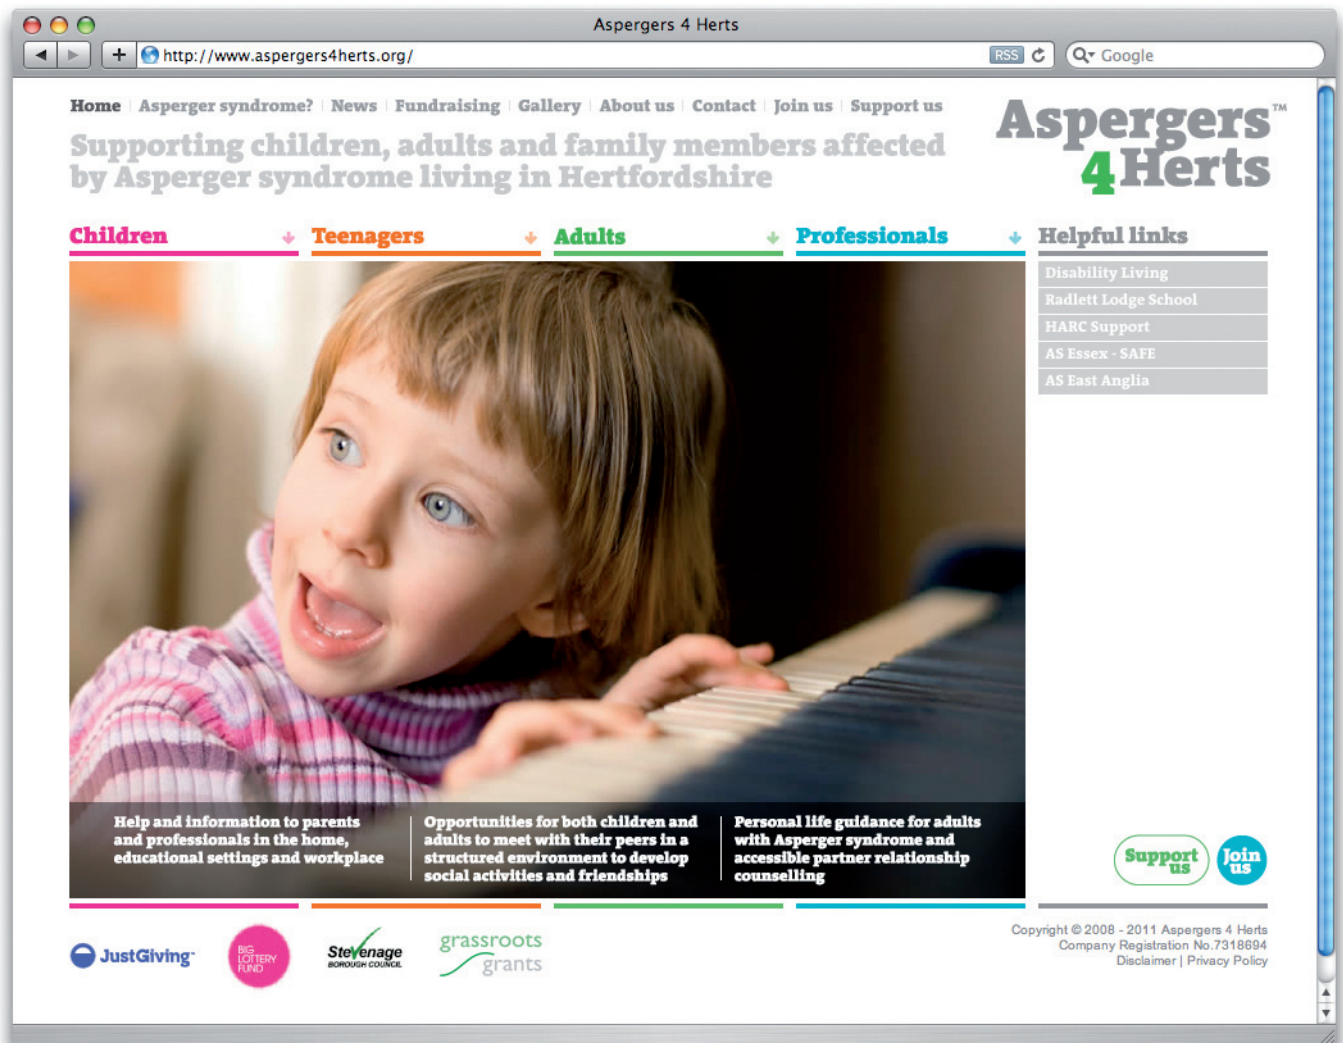 Aspergers 4 Herts
http://www.aspergers4herts.org/
RSS
Google
Home Asperger syndrome? News Fundraising Gallery About us Contact Join us Support us
Supporting children, adults and family members affected
by Asperger syndrome living in Hertfordshire
Aspergers™
4Herts
Children Teenagers Adults Professionals Helpful links
Disability Living
Radlett Lodge School
HARC Support
AS Essex - SAFE
AS East Anglia
Help and information to parents
and professionals in the home,
educational settings and workplace
Opportunities for both children and
adults to meet with their peers in a
structured environment to develop
social activities and friendships
Personal life guidance for adults
with Asperger syndrome and
accessible partner relationship
counselling
Support
us
Join
us
JustGiving™
BIG
LOTTERY
FUND
Stevenage
BOROUGH COUNCIL
grassroots
grants
Copyright © 2008 - 2011 Aspergers 4 Herts
Company Registration No.7318694
Disclaimer | Privacy Policy